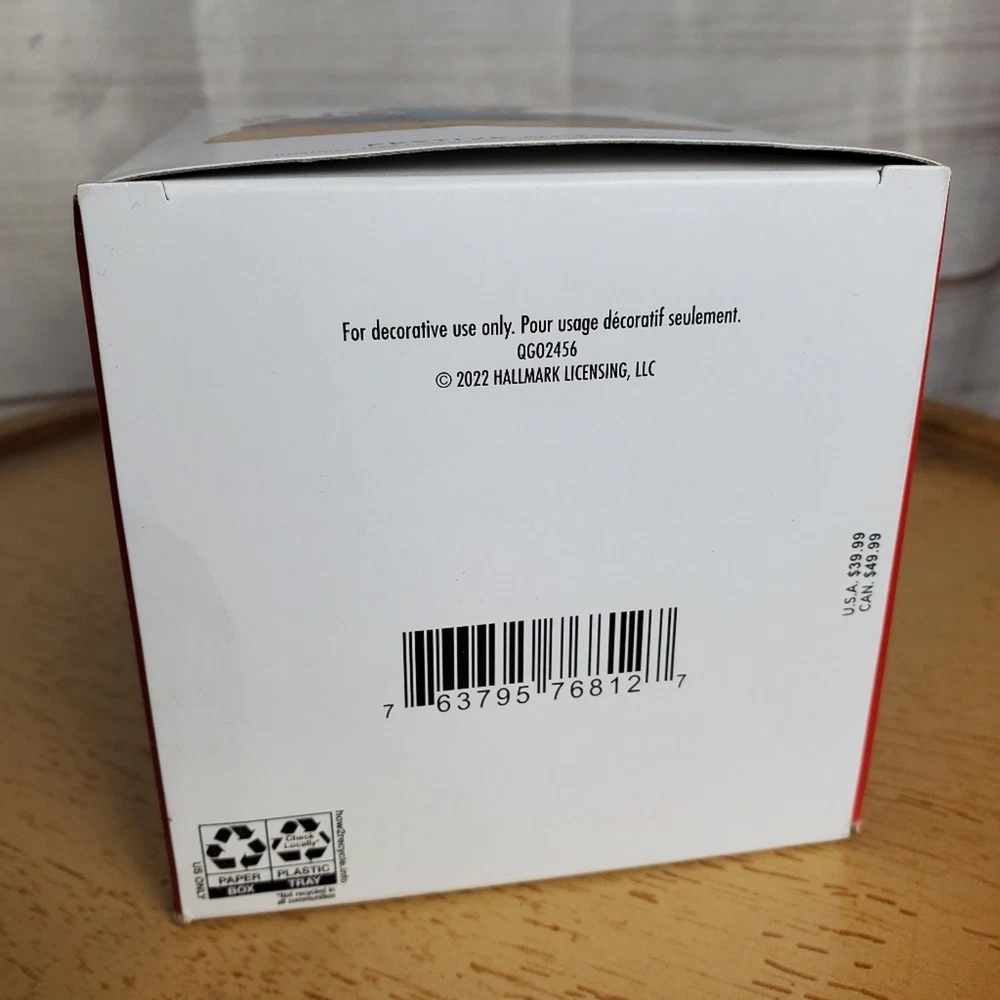 For decorative use only. Pour usage décoratif seulement.
QGO2456
© 2022 HALLMARK LICENSING, LLC
U.S.A. $39.99
CAN. $49.99
7 63795 76812 7
US ONLY
PAPER
BOX
Check
Locally*
PLASTIC
TRAY
*Not recycled in
all communities
how2recycle.info